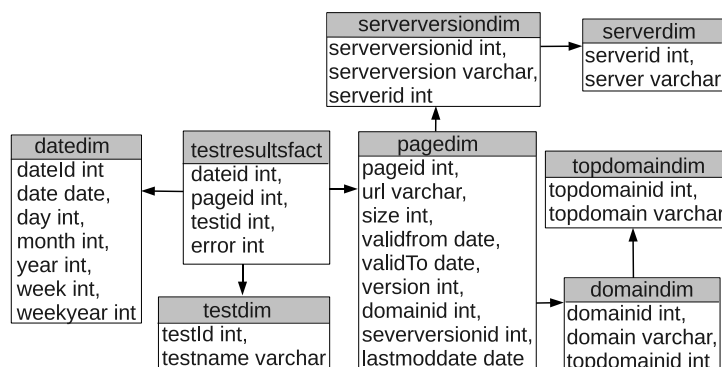 serverversiondim
serverversionid int,
serverversion varchar,
serverid int
serverdim
serverid int,
server varchar
datedim
dateId int
date date,
day int,
month int,
year int,
week int,
weekyear int
testresultsfact
dateid int,
pageid int,
testid int,
error int
pagedim
pageid int,
url varchar,
size int,
validfrom date,
validTo date,
version int,
domainid int,
severversionid int,
lastmoddate date
topdomaindim
topdomainid int,
topdomain varchar
testdim
testId int,
testname varchar
domaindim
domainid int,
domain varchar,
topdomainid int